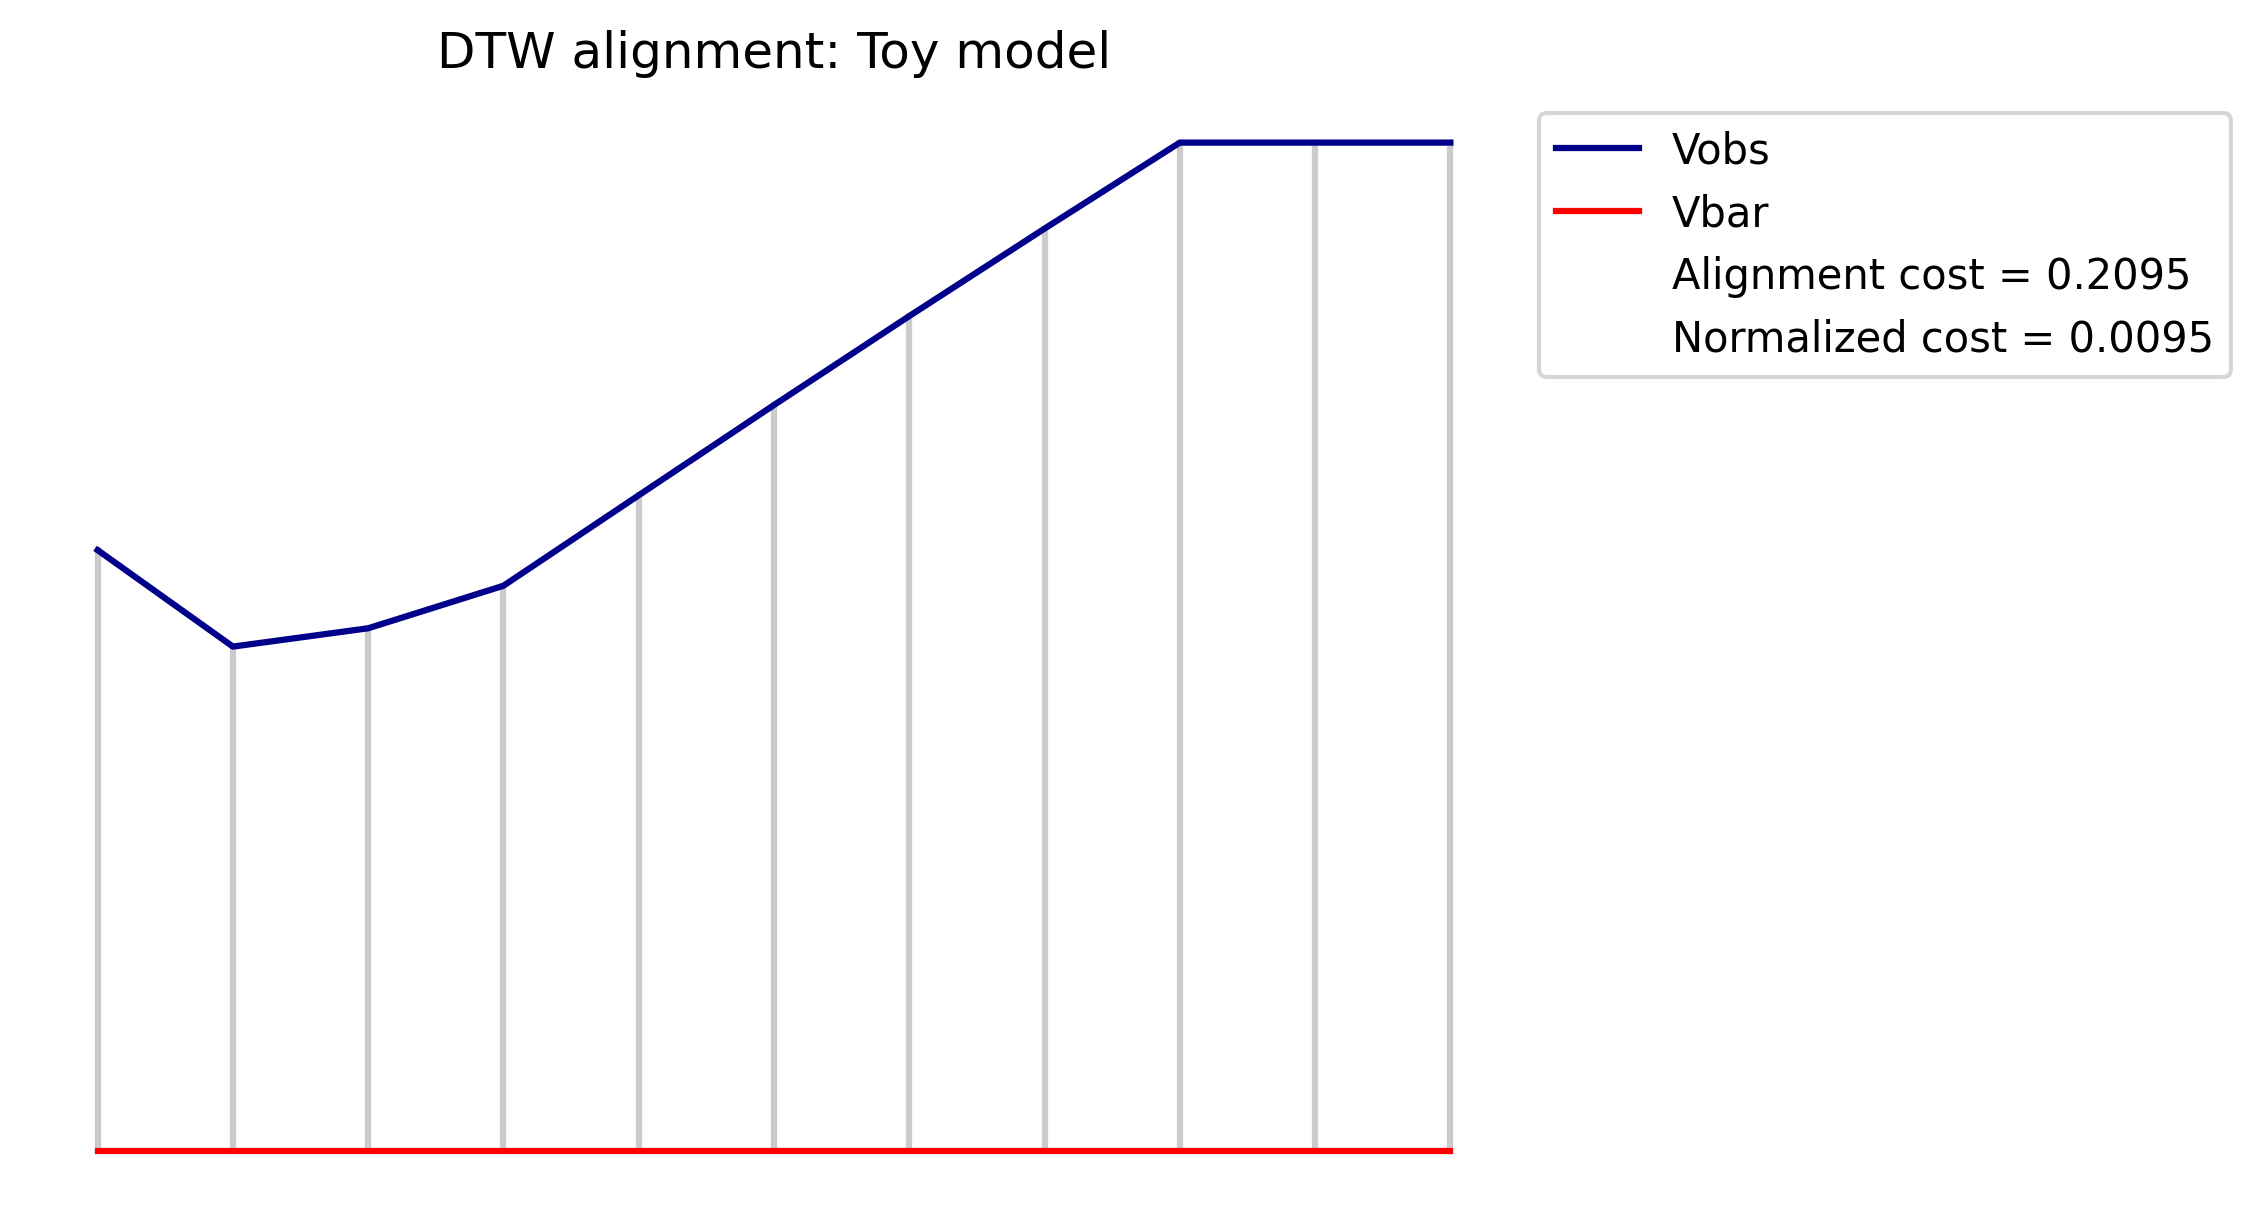 DTW alignment: Toy model
Vobs
Vbar
Alignment cost = 0.2095
Normalized cost = 0.0095